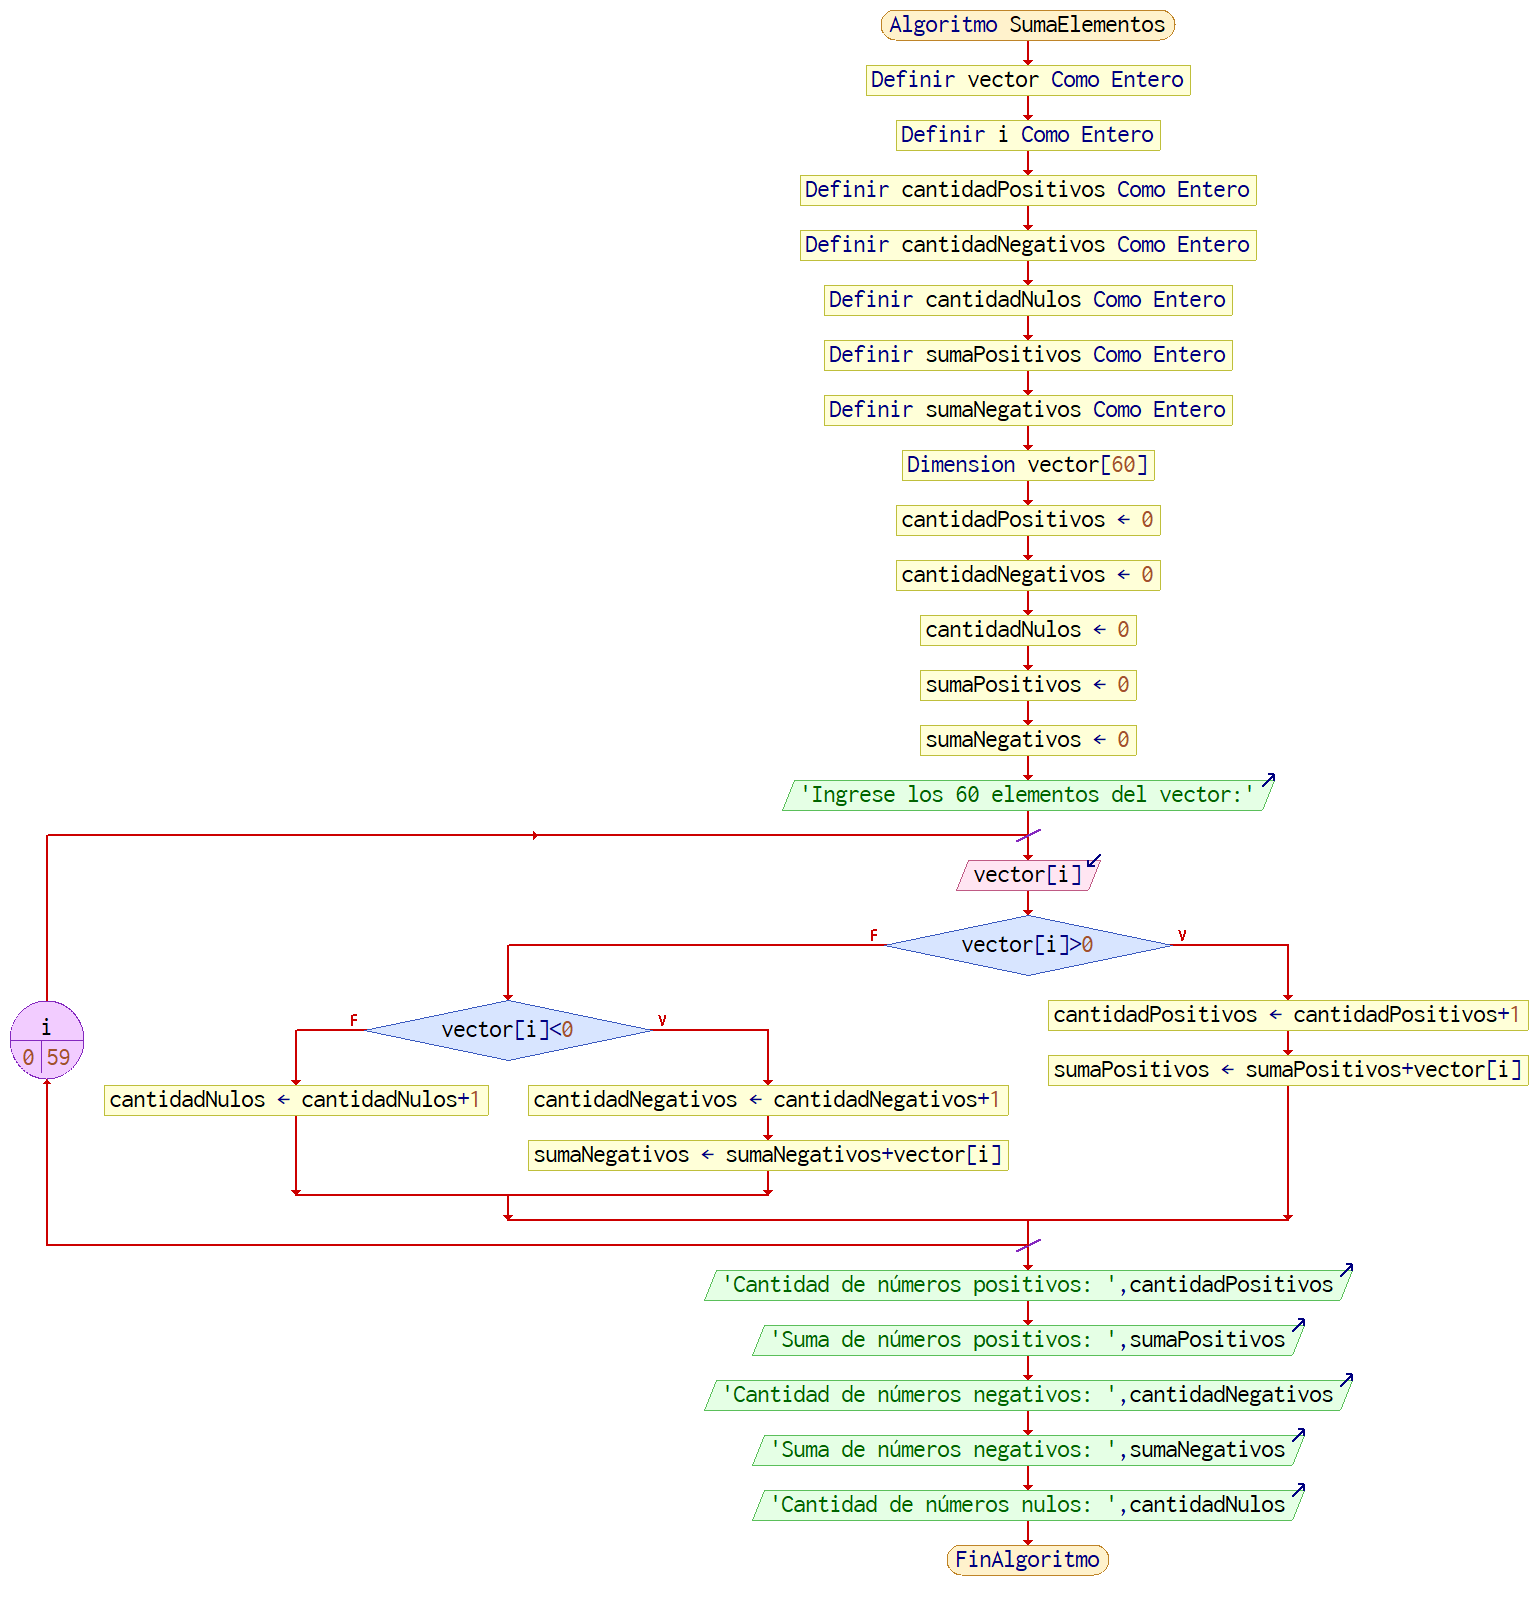 Algoritmo SumaElementos
Definir vector Como Entero
Definir i Como Entero
Definir cantidadPositivos Como Entero
Definir cantidadNegativos Como Entero
Definir cantidadNulos Como Entero
Definir sumaPositivos Como Entero
Definir sumaNegativos Como Entero
Dimension vector[60]
cantidadPositivos ← 0
cantidadNegativos ← 0
cantidadNulos ← 0
sumaPositivos ← 0
sumaNegativos ← 0
'Ingrese los 60 elementos del vector:'
vector[i]
F
vector[i]>0
V
i
0 59
F
vector[i]<0
V
cantidadPositivos ← cantidadPositivos+1
sumaPositivos ← sumaPositivos+vector[i]
cantidadNulos ← cantidadNulos+1
cantidadNegativos ← cantidadNegativos+1
sumaNegativos ← sumaNegativos+vector[i]
'Cantidad de números positivos: ',cantidadPositivos
'Suma de números positivos: ',sumaPositivos
'Cantidad de números negativos: ',cantidadNegativos
'Suma de números negativos: ',sumaNegativos
'Cantidad de números nulos: ',cantidadNulos
FinAlgoritmo